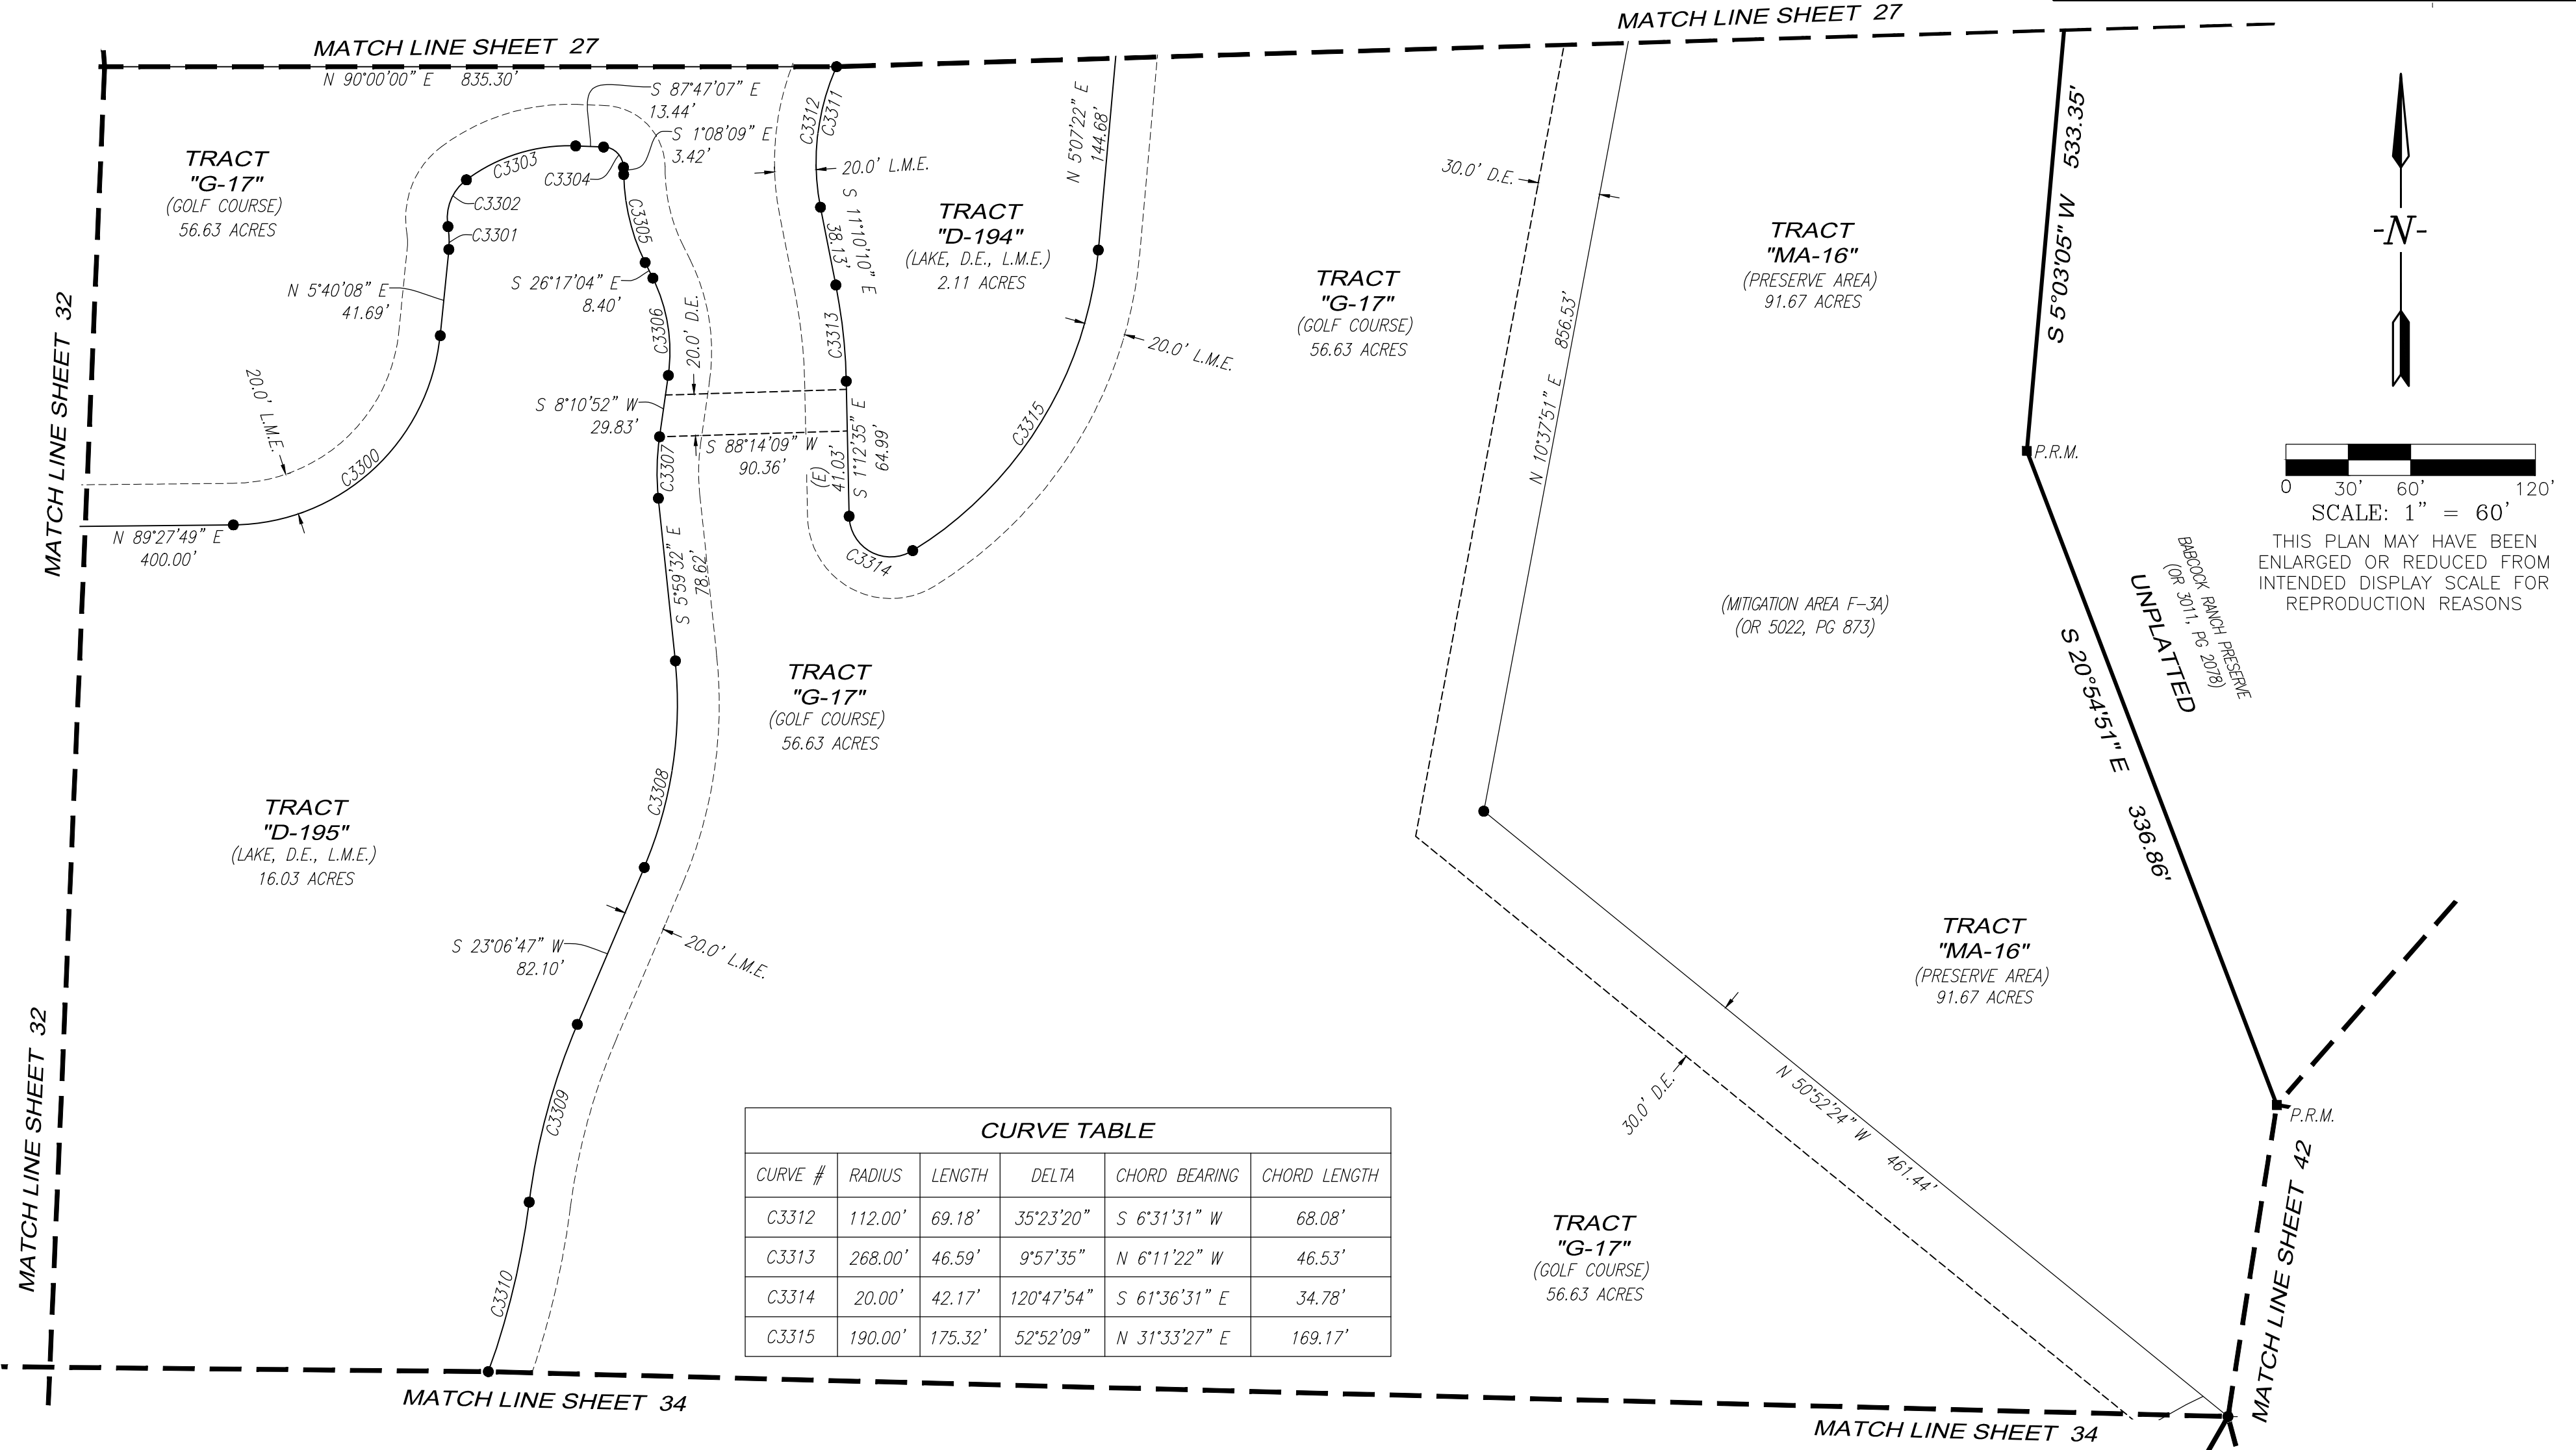 MATCH LINE SHEET 27
MATCH LINE SHEET 27
N 90°00'00" E 835.30'
S 87°47'07" E
13.44'
S 1°08'09" E
3.42'
TRACT
"G-17"
(GOLF COURSE)
56.63 ACRES
C3303
C3304
C3302
C3301
C3305
N 5°40'08" E
41.69'
S 26°17'04" E
8.40'
C3306
20.0' D.E.
S 8°10'52" W
29.83'
C3307
S 88°14'09" W
90.36'
20.0' L.M.E.
C3300
N 89°27'49" E
400.00'
MATCH LINE SHEET 32
C3312
C3311
20.0' L.M.E.
S 11°10'10" E
38.13'
C3313
(E)
41.03'
S 1°12'35" E
64.99'
C3314
TRACT
"D-194"
(LAKE, D.E., L.M.E.)
2.11 ACRES
N 5°07'22" E
144.68'
C3315
20.0' L.M.E.
TRACT
"G-17"
(GOLF COURSE)
56.63 ACRES
30.0' D.E.
N 10°37'51" E 856.53'
TRACT
"MA-16"
(PRESERVE AREA)
91.67 ACRES
S 5°03'05" W 533.35'
P.R.M.
-N-
0 30' 60' 120'
SCALE: 1" = 60'
THIS PLAN MAY HAVE BEEN
ENLARGED OR REDUCED FROM
INTENDED DISPLAY SCALE FOR
REPRODUCTION REASONS
BABCOCK RANCH PRESERVE
(OR 3011, PG 2078)
UNPLATTED
S 20°54'51" E 336.86'
(MITIGATION AREA F-3A)
(OR 5022, PG 873)
S 5°59'32" E
78.62'
TRACT
"G-17"
(GOLF COURSE)
56.63 ACRES
C3308
TRACT
"D-195"
(LAKE, D.E., L.M.E.)
16.03 ACRES
S 23°06'47" W
82.10'
20.0' L.M.E.
C3309
C3310
MATCH LINE SHEET 32
TRACT
"MA-16"
(PRESERVE AREA)
91.67 ACRES
N 50°52'24" W 461.44'
30.0' D.E.
P.R.M.
MATCH LINE SHEET 42
TRACT
"G-17"
(GOLF COURSE)
56.63 ACRES
CURVE TABLE
CURVE # RADIUS LENGTH DELTA CHORD BEARING CHORD LENGTH
C3312 112.00' 69.18' 35°23'20" S 6°31'31" W 68.08'
C3313 268.00' 46.59' 9°57'35" N 6°11'22" W 46.53'
C3314 20.00' 42.17' 120°47'54" S 61°36'31" E 34.78'
C3315 190.00' 175.32' 52°52'09" N 31°33'27" E 169.17'
MATCH LINE SHEET 34
MATCH LINE SHEET 34